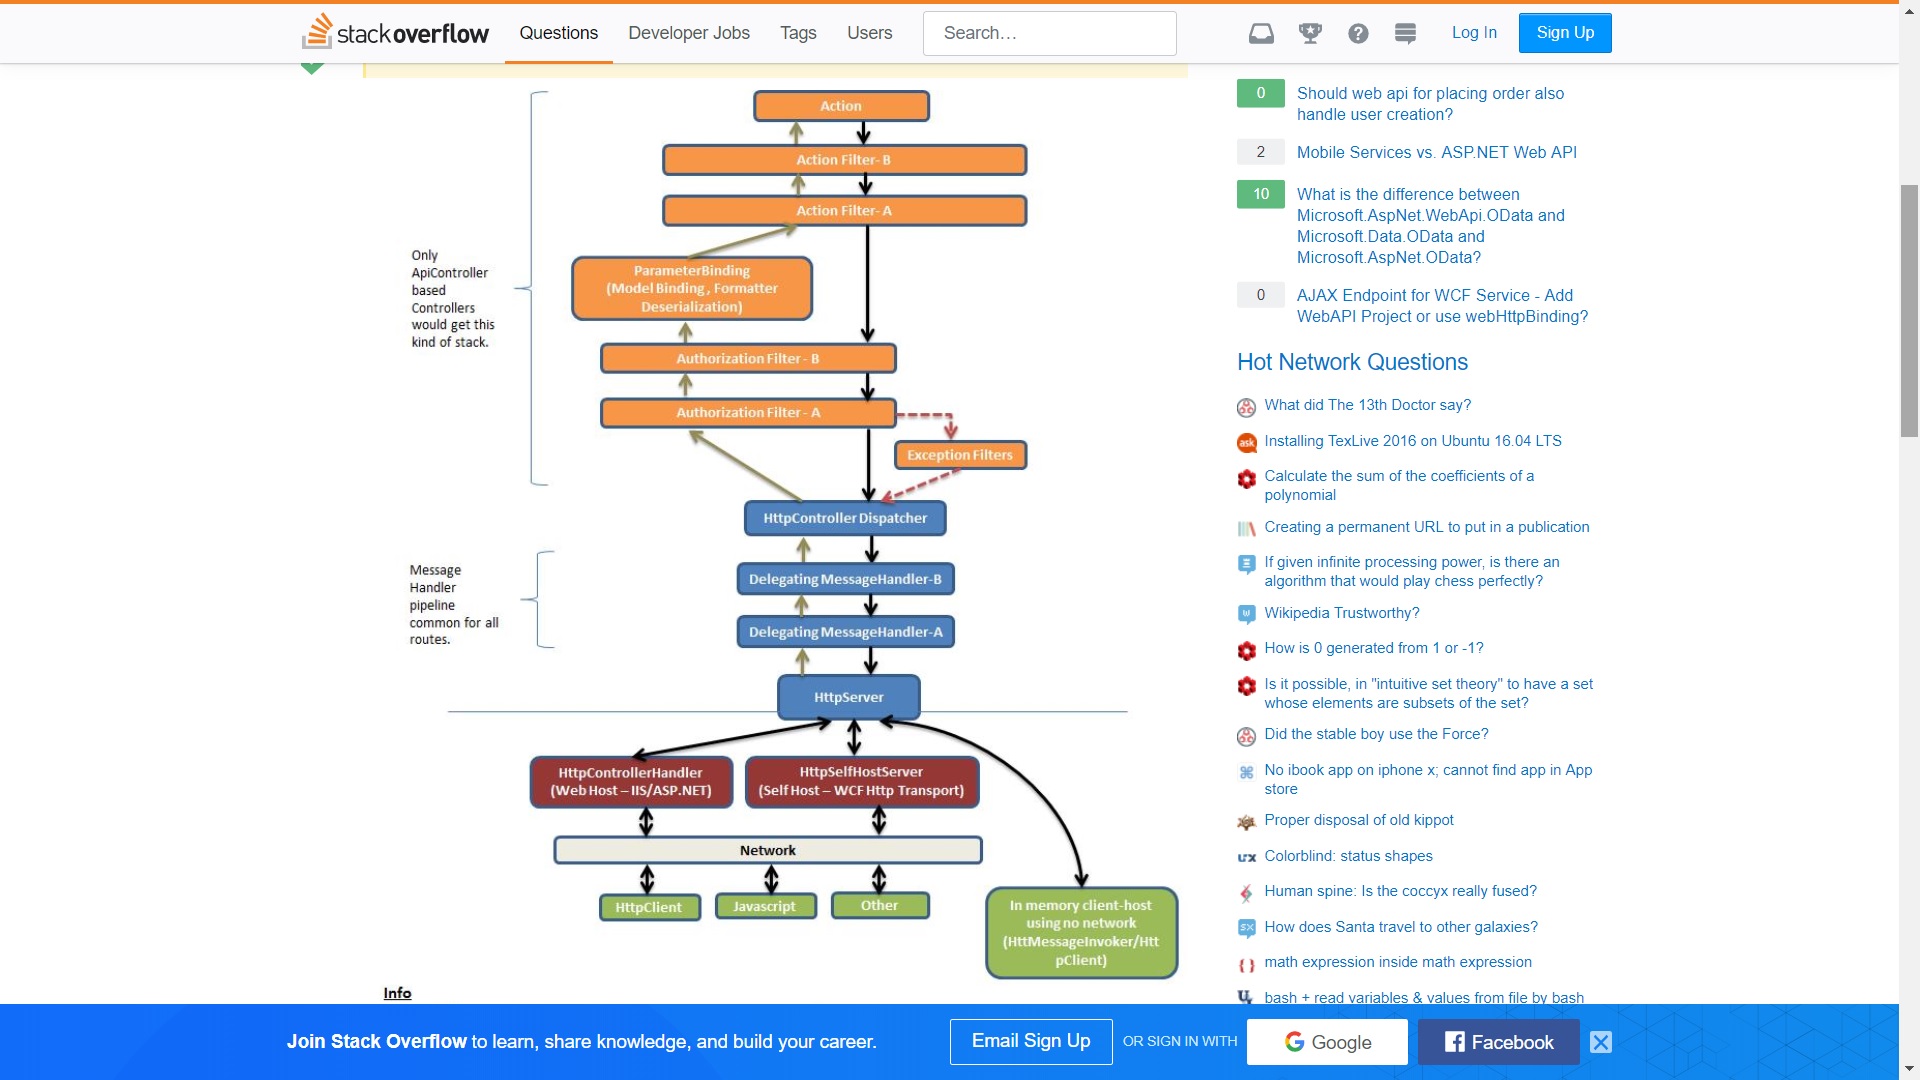 stackoverflow
Questions
Developer Jobs
Tags
Users
Search...
?
Log In
Sign Up
Action
Action Filter- B
Action Filter- A
Only
ApiController
based
Controllers
would get this
kind of stack.
ParameterBinding
(Model Binding, Formatter
Deserialization)
Authorization Filter - B
Authorization Filter - A
Exception Filters
HttpController Dispatcher
Message
Handler
pipeline
common for all
routes.
Delegating MessageHandler-B
Delegating MessageHandler-A
HttpServer
HttpControllerHandler
(Web Host – IIS/ASP.NET)
HttpSelfHostServer
(Self Host – WCF Http Transport)
Network
HttpClient
Javascript
Other
In memory client-host
using no network
(HttMessageInvoker/Htt
pClient)
Info
0
Should web api for placing order also
handle user creation?
2
Mobile Services vs. ASP.NET Web API
10
What is the difference between
Microsoft.AspNet.WebApi.OData and
Microsoft.Data.OData and
Microsoft.AspNet.OData?
0
AJAX Endpoint for WCF Service - Add
WebAPI Project or use webHttpBinding?
Hot Network Questions
What did The 13th Doctor say?
ask
Installing TexLive 2016 on Ubuntu 16.04 LTS
Calculate the sum of the coefficients of a
polynomial
Creating a permanent URL to put in a publication
If given infinite processing power, is there an
algorithm that would play chess perfectly?
W
Wikipedia Trustworthy?
How is 0 generated from 1 or -1?
Is it possible, in "intuitive set theory" to have a set
whose elements are subsets of the set?
Did the stable boy use the Force?
No ibook app on iphone x; cannot find app in App
store
Proper disposal of old kippot
UX
Colorblind: status shapes
Human spine: Is the coccyx really fused?
SX
How does Santa travel to other galaxies?
{}
math expression inside math expression
U
bash + read variables & values from file by bash
Join Stack Overflow to learn, share knowledge, and build your career.
Email Sign Up
OR SIGN IN WITH
Google
Facebook